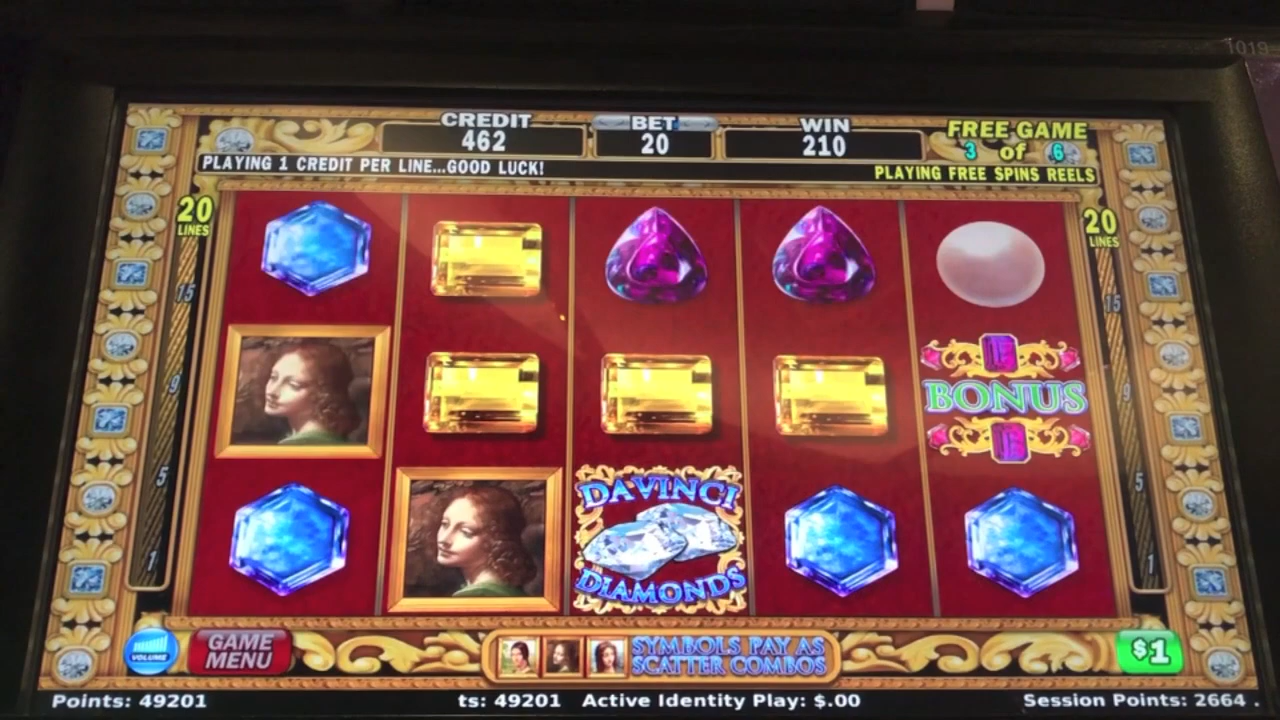 1019
CREDIT BET WIN FREE GAME
462 20 210 3 of 6
PLAYING 1 CREDIT PER LINE...GOOD LUCK! PLAYING FREE SPINS REELS
20 20
LINES LINES
15 15
9 BONUS 9
5 5
DAVINCI
DIAMONDS
1 1
VOLUME GAME MENU SYMBOLS PAY AS $1
SCATTER COMBOS
Points: 49201 ts: 49201 Active Identity Play: $.00 Session Points: 2664 .